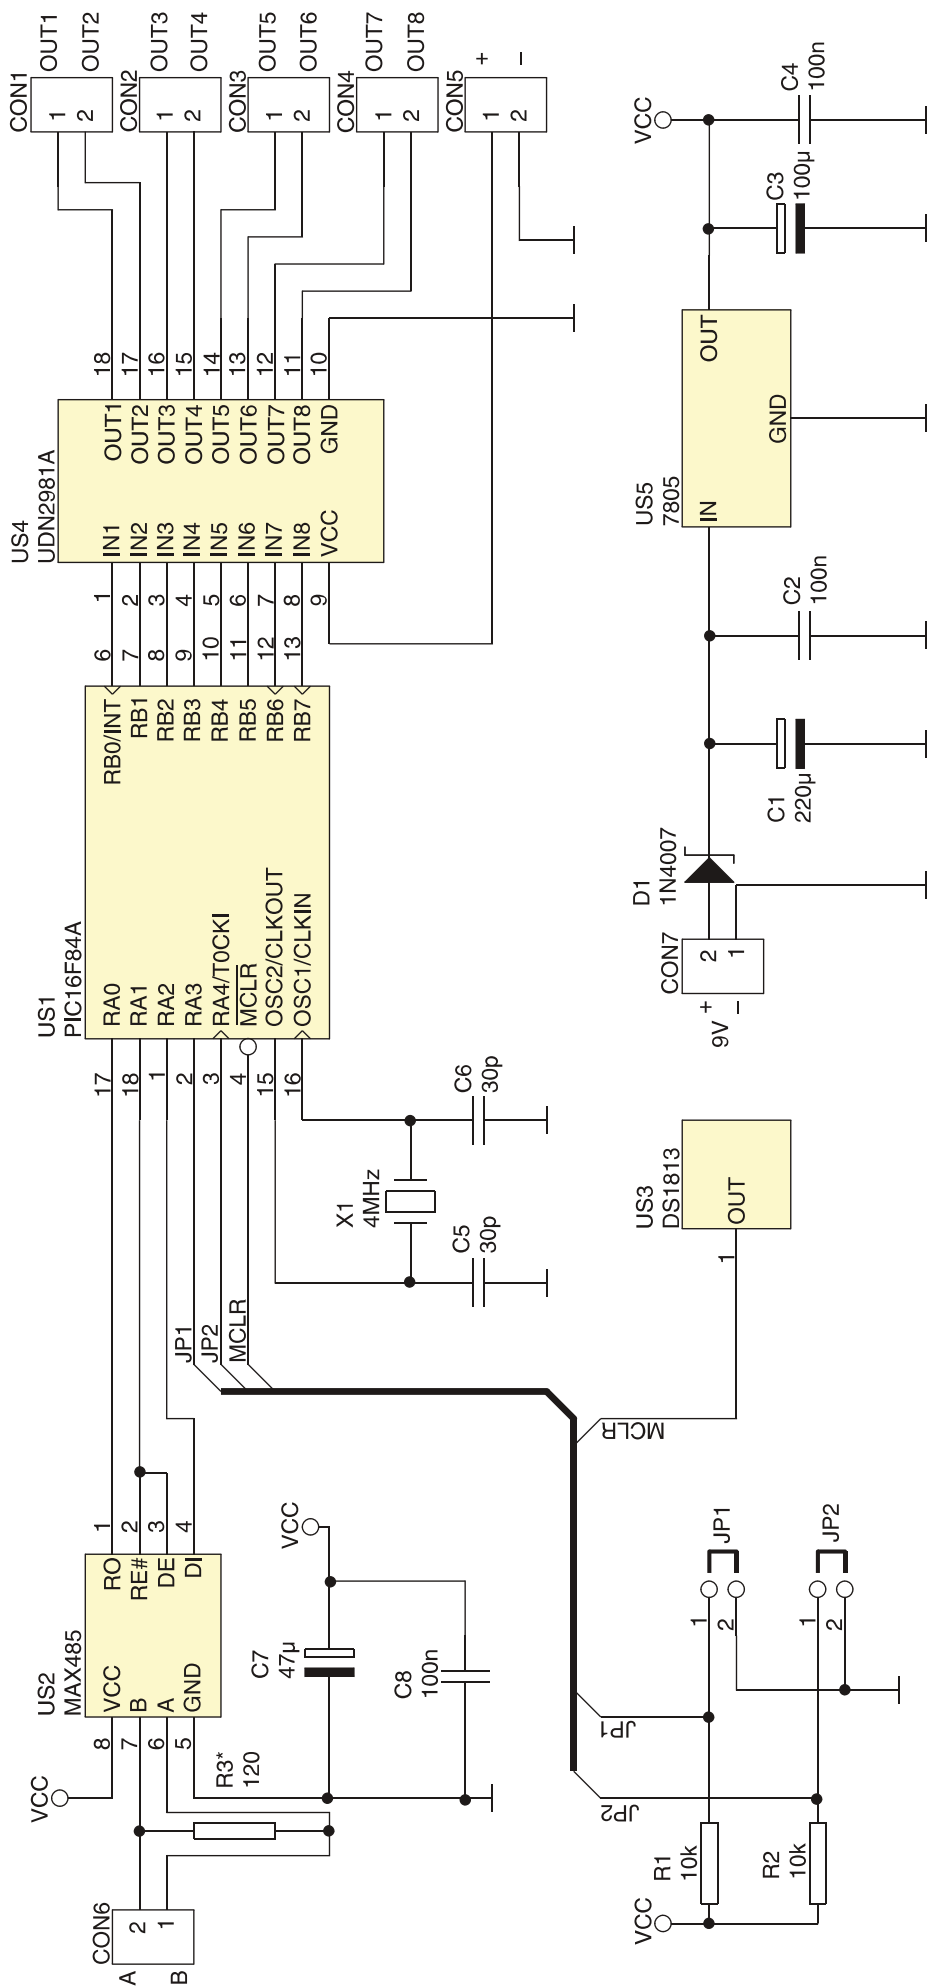 CON6
A
B
2
1
VCC
R3*
120
US2
MAX485
VCC
B
A
GND
8
7
6
5
RO
RE#
DE
DI
1
2
3
4
C7
47µ
C8
100n
VCC
JP1
JP2
MCLR
X1
4MHz
C5
30p
C6
30p
US1
PIC16F84A
17
18
1
2
3
4
15
16
RA0
RA1
RA2
RA3
RA4/T0CKI
MCLR
OSC2/CLKOUT
OSC1/CLKIN
RB0/INT
RB1
RB2
RB3
RB4
RB5
RB6
RB7
6
7
8
9
10
11
12
13
1
2
3
4
5
6
7
8
9
US4
UDN2981A
IN1
IN2
IN3
IN4
IN5
IN6
IN7
IN8
VCC
OUT1
OUT2
OUT3
OUT4
OUT5
OUT6
OUT7
OUT8
GND
18
17
16
15
14
13
12
11
10
CON1
1
2
OUT1
OUT2
CON2
1
2
OUT3
OUT4
CON3
1
2
OUT5
OUT6
CON4
1
2
OUT7
OUT8
CON5
1
2
+
–
VCC
R1
10k
R2
10k
JP2
JP1
MCLR
1
2
JP1
1
2
JP2
US3
DS1813
OUT
1
9V
+
–
CON7
2
1
D1
1N4007
C1
220µ
C2
100n
US5
7805
IN
GND
OUT
C3
100µ
C4
100n
VCC